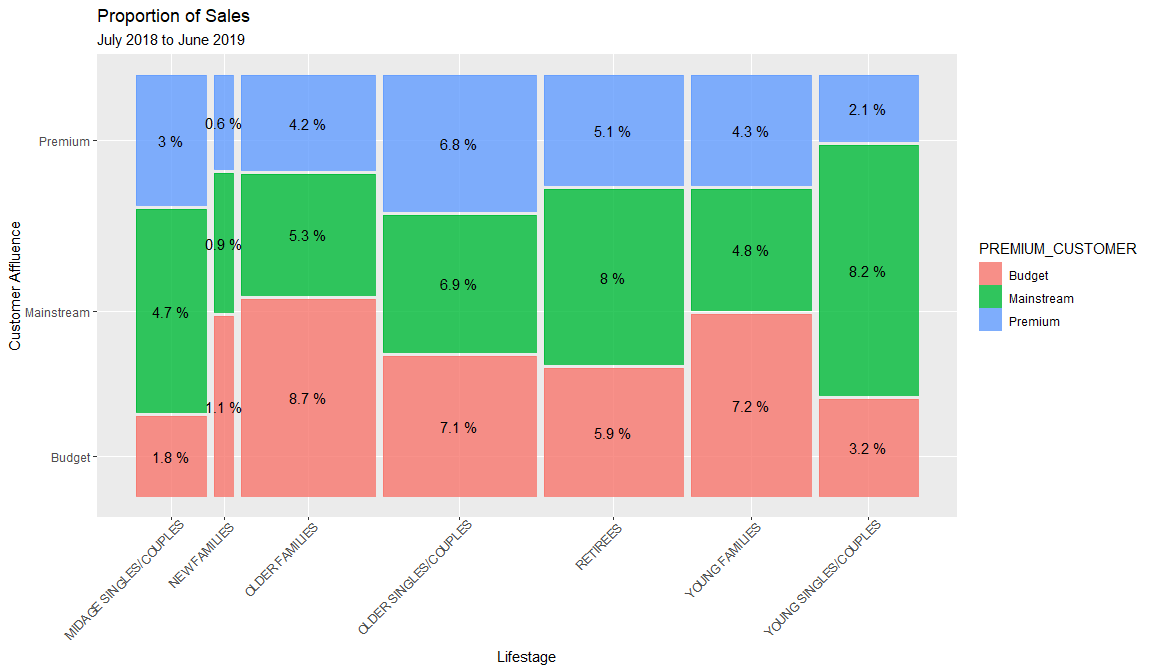 Proportion of Sales
July 2018 to June 2019
Customer Affluence
Premium
Mainstream
Budget
3 %
0.6 %
4.2 %
6.8 %
5.1 %
4.3 %
2.1 %
4.7 %
0.9 %
5.3 %
6.9 %
8 %
4.8 %
8.2 %
1.8 %
1.1 %
8.7 %
7.1 %
5.9 %
7.2 %
3.2 %
MIDAGE SINGLES/COUPLES
NEW FAMILIES
OLDER FAMILIES
OLDER SINGLES/COUPLES
RETIREES
YOUNG FAMILIES
YOUNG SINGLES/COUPLES
Lifestage
PREMIUM_CUSTOMER
Budget
Mainstream
Premium